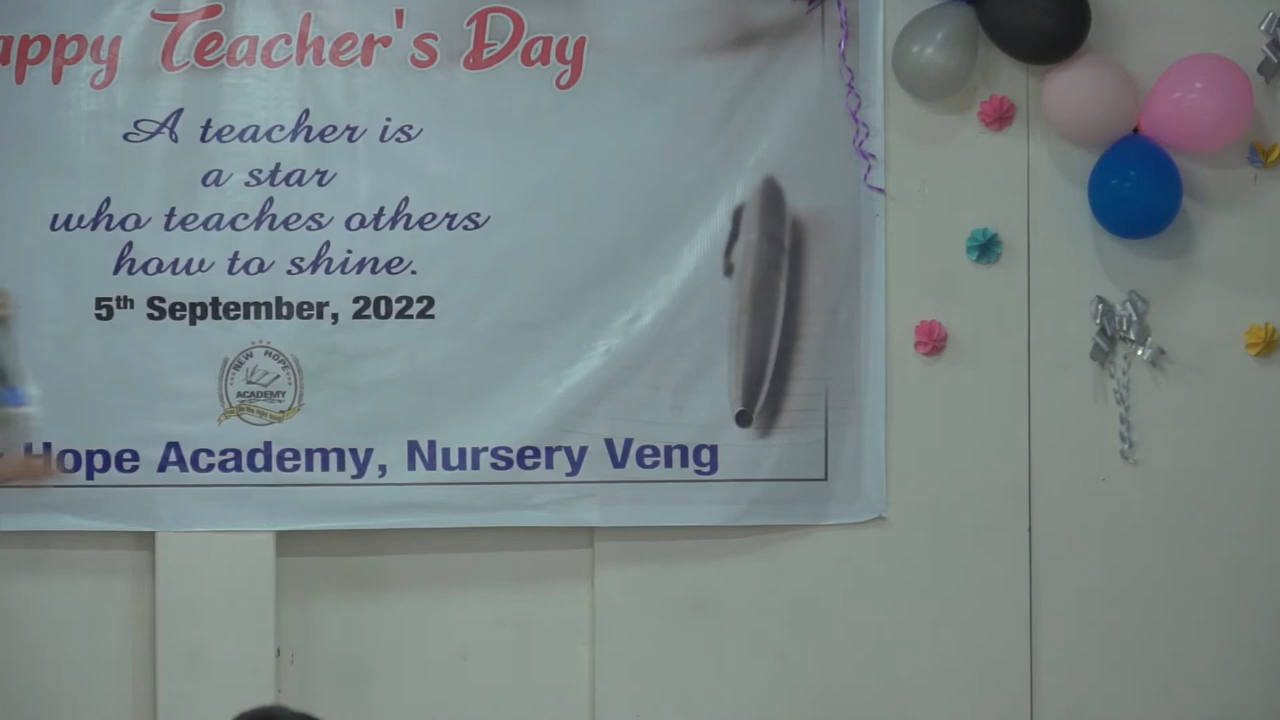 appy Teacher's Day
A teacher is
a star
who teaches others
how to shine.
5th September, 2022
NEW HOPE
ACADEMY
Hope Academy, Nursery Veng